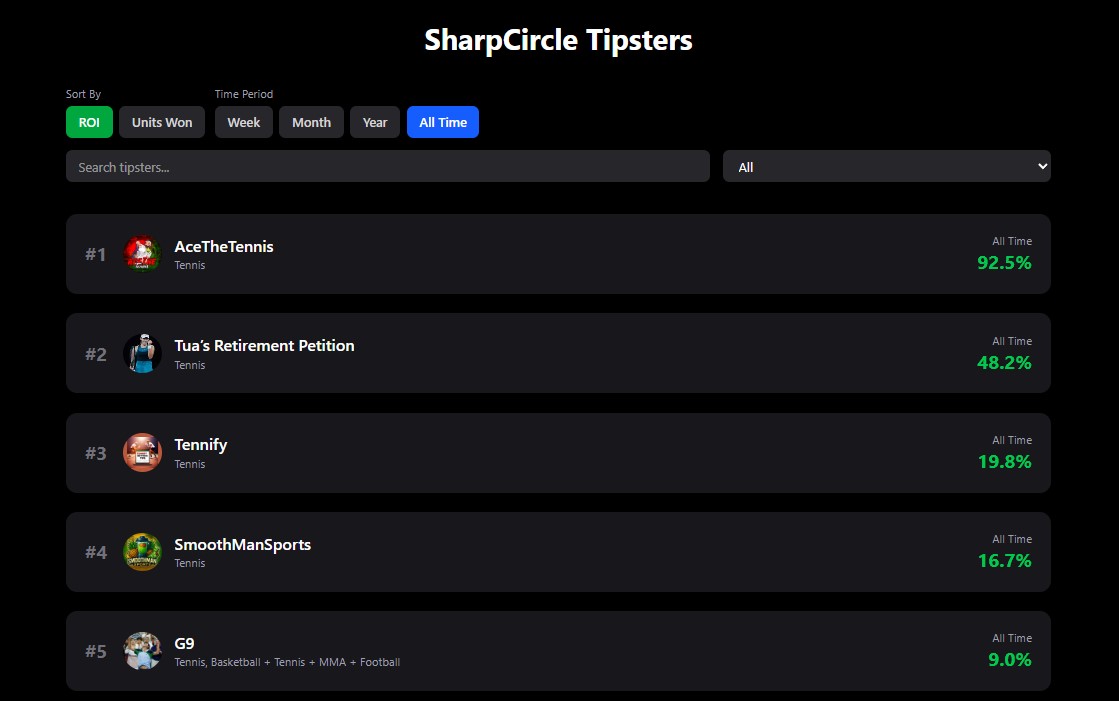 SharpCircle Tipsters
Sort By
Time Period
ROI
Units Won
Week
Month
Year
All Time
Search tipsters...
All
#1
AceTheTennis
Tennis
All Time
92.5%
#2
Tua’s Retirement Petition
Tennis
All Time
48.2%
#3
Tennify
Tennis
All Time
19.8%
#4
SMOOTHMAN
SmoothManSports
Tennis
All Time
16.7%
#5
G9
Tennis, Basketball + Tennis + MMA + Football
All Time
9.0%